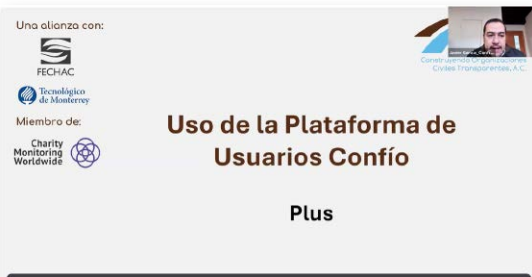 Una alianza con:
FECHAC
Tecnológico
de Monterrey
Miembro de:
Charity
Monitoring
Worldwide
Construyendo Organizaciones
Civiles Transparentes, A.C.
Uso de la Plataforma de
Usuarios Confío
Plus